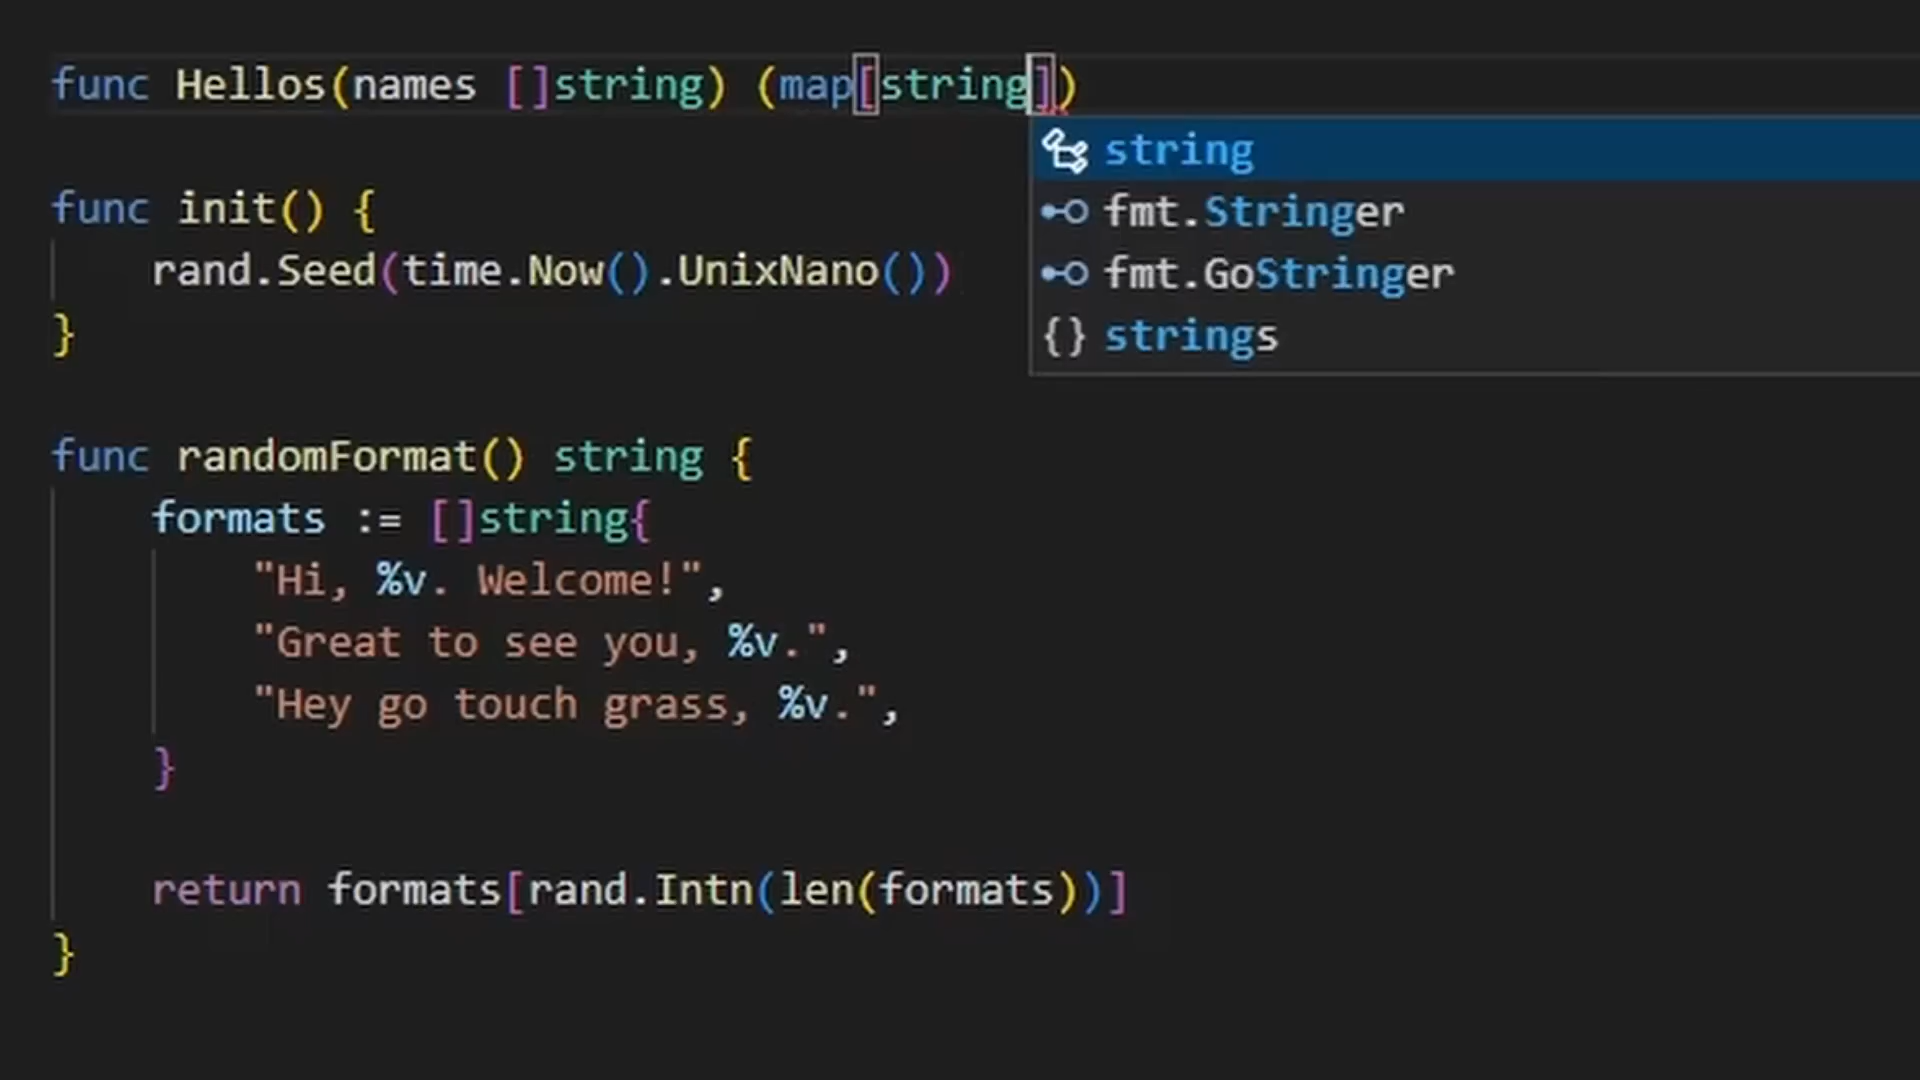 func Hellos(names []string) (map[string])
string
func init() {
fmt.Stringer
rand.Seed(time.Now().UnixNano())
fmt.GoStringer
}
{} strings
func randomFormat() string {
formats := []string{
"Hi, %v. Welcome!",
"Great to see you, %v.",
"Hey go touch grass, %v.",
}
return formats[rand.Intn(len(formats))]
}